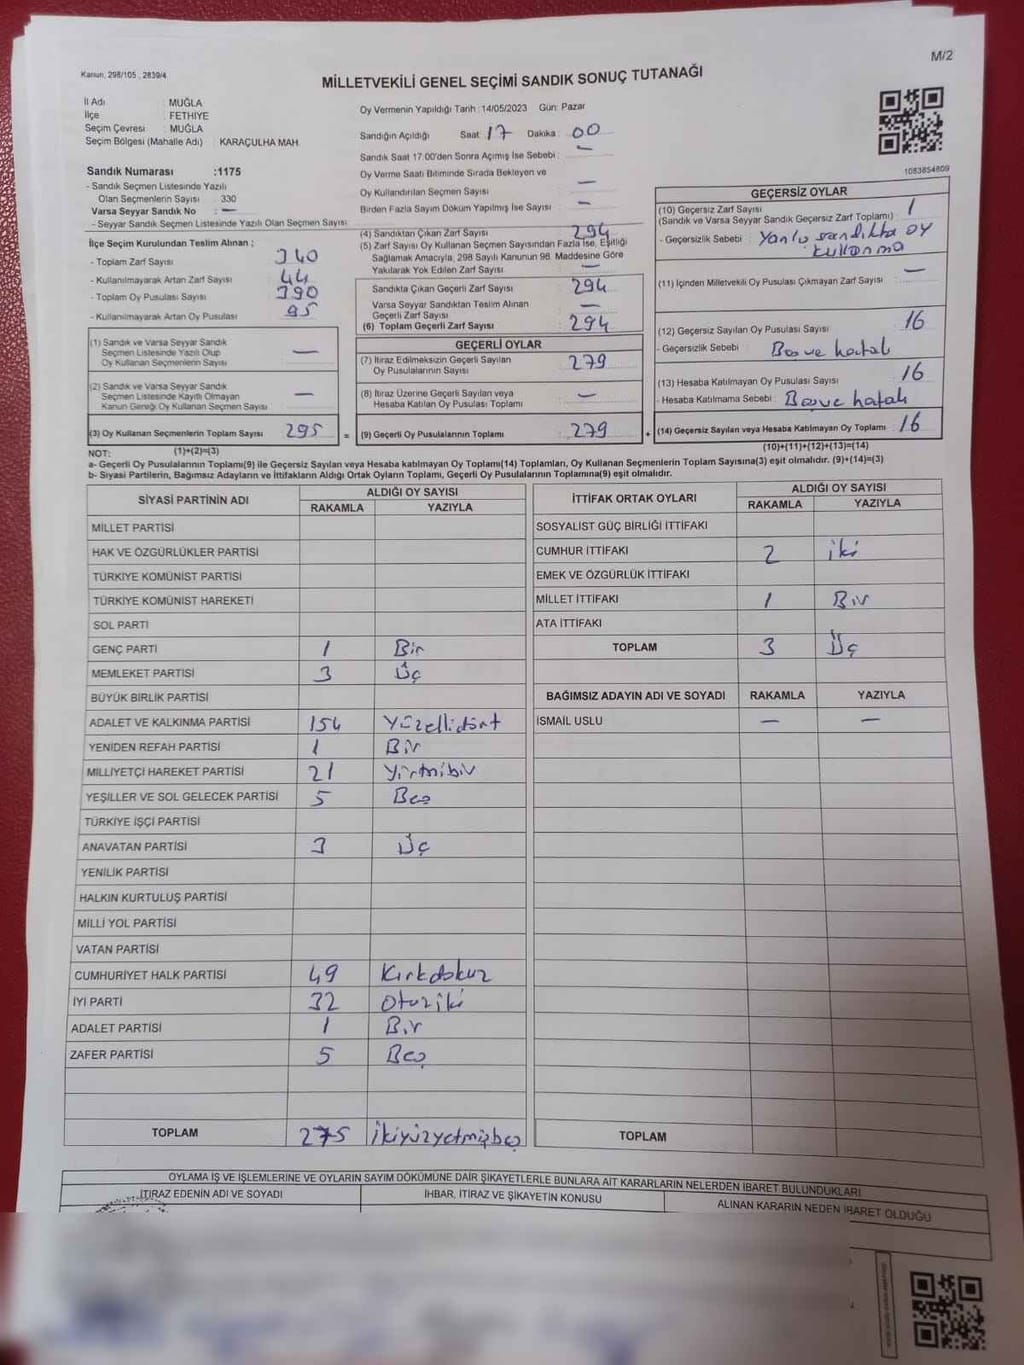 M/2
Kanun, 298/105 , 2839/4
MİLLETVEKİLİ GENEL SEÇİMİ SANDIK SONUÇ TUTANAĞI
İl Adı : MUĞLA
İlçe : FETHİYE
Seçim Çevresi : MUĞLA
Seçim Bölgesi (Mahalle Adı) : KARAÇULHA MAH.
Sandık Numarası :1175
- Sandık Seçmen Listesinde Yazılı
Olan Seçmenlerin Sayısı 330
Varsa Seyyar Sandık No : —
- Seyyar Sandık Seçmen Listesinde Yazılı Olan Seçmen Sayısı
İlçe Seçim Kurulundan Teslim Alınan ;
- Toplam Zarf Sayısı 340
- Kullanılmayarak Artan Zarf Sayısı 44
- Toplam Oy Pusulası Sayısı 390
- Kullanılmayarak Artan Oy Pusulası 95
(1) Sandık ve Varsa Seyyar Sandık
Seçmen Listesinde Yazılı Olup
Oy Kullanan Seçmenlerin Sayısı —
(2) Sandık ve Varsa Seyyar Sandık
Seçmen Listesinde Kayıtlı Olmayan
Kanun Gereği Oy Kullanan Seçmen Sayısı —
(3) Oy Kullanan Seçmenlerin Toplam Sayısı 295
Oy Vermenin Yapıldığı Tarih : 14/05/2023 Gün: Pazar
Sandığın Açıldığı Saat : 17 Dakika : 00
Sandık Saat 17.00'den Sonra Açımış İse Sebebi : —
Oy Verme Saati Bitiminde Sırada Bekleyen ve
Oy Kullandırılan Seçmen Sayısı —
Birden Fazla Sayım Döküm Yapılmış İse Sayısı —
(4) Sandıktan Çıkan Zarf Sayısı 294
(5) Zarf Sayısı Oy Kullanan Seçmen Sayısından Fazla İse, Eşitliği
Sağlamak Amacıyla, 298 Sayılı Kanunun 98. Maddesine Göre
Yakılarak Yok Edilen Zarf Sayısı —
Sandıkta Çıkan Geçerli Zarf Sayısı 294
Varsa Seyyar Sandıktan Teslim Alınan
Geçerli Zarf Sayısı —
(6) Toplam Geçerli Zarf Sayısı 294
GEÇERLİ OYLAR
(7) İtiraz Edilmeksizin Geçerli Sayılan
Oy Pusulalarının Sayısı 279
(8) İtiraz Üzerine Geçerli Sayılan veya
Hesaba Katılan Oy Pusulası Toplamı —
= (9) Geçerli Oy Pusulalarının Toplamı 279
1083854809
GEÇERSİZ OYLAR
(10) Geçersiz Zarf Sayısı 1
(Sandık ve Varsa Seyyar Sandık Geçersiz Zarf Toplamı)
- Geçersizlik Sebebi : Yanlış sandıkta oy
kullanma
(11) İçinden Milletvekili Oy Pusulası Çıkmayan Zarf Sayısı —
(12) Geçersiz Sayılan Oy Pusulası Sayısı 16
- Geçersizlik Sebebi : Boş ve hatalı
(13) Hesaba Katılmayan Oy Pusulası Sayısı 16
- Hesaba Katılmama Sebebi : Boş ve hatalı
+ (14) Geçersiz Sayılan veya Hesaba Katılmayan Oy Toplamı 16
NOT: (1)+(2)=(3) (10)+(11)+(12)+(13)=(14)
a- Geçerli Oy Pusulalarının Toplamı(9) ile Geçersiz Sayılan veya Hesaba katılmayan Oy Toplamı(14) Toplamları, Oy Kullanan Seçmenlerin Toplam Sayısına(3) eşit olmalıdır. (9)+(14)=(3)
b- Siyasi Partilerin, Bağımsız Adayların ve İttifakların Aldığı Ortak Oyların Toplamı, Geçerli Oy Pusulalarının Toplamına(9) eşit olmalıdır.
SİYASİ PARTİNİN ADI ALDIĞI OY SAYISI
RAKAMLA YAZIYLA
MİLLET PARTİSİ
HAK VE ÖZGÜRLÜKLER PARTİSİ
TÜRKİYE KOMÜNİST PARTİSİ
TÜRKİYE KOMÜNİST HAREKETİ
SOL PARTİ
GENÇ PARTİ 1 Bir
MEMLEKET PARTİSİ 3 Üç
BÜYÜK BİRLİK PARTİSİ
ADALET VE KALKINMA PARTİSİ 154 Yüzellidört
YENİDEN REFAH PARTİSİ 1 Bir
MİLLİYETÇİ HAREKET PARTİSİ 21 Yirmibir
YEŞİLLER VE SOL GELECEK PARTİSİ 5 Beş
TÜRKİYE İŞÇİ PARTİSİ
ANAVATAN PARTİSİ 3 Üç
YENİLİK PARTİSİ
HALKIN KURTULUŞ PARTİSİ
MİLLİ YOL PARTİSİ
VATAN PARTİSİ
CUMHURİYET HALK PARTİSİ 49 Kırkdokuz
İYİ PARTİ 32 Otuziki
ADALET PARTİSİ 1 Bir
ZAFER PARTİSİ 5 Beş
TOPLAM 275 ikiyüzyetmişbeş
İTTİFAK ORTAK OYLARI ALDIĞI OY SAYISI
RAKAMLA YAZIYLA
SOSYALİST GÜÇ BİRLİĞİ İTTİFAKI
CUMHUR İTTİFAKI 2 iki
EMEK VE ÖZGÜRLÜK İTTİFAKI
MİLLET İTTİFAKI 1 Bir
ATA İTTİFAKI
TOPLAM 3 Üç
BAĞIMSIZ ADAYIN ADI VE SOYADI RAKAMLA YAZIYLA
İSMAİL USLU — —
TOPLAM
OYLAMA İŞ VE İŞLEMLERİNE VE OYLARIN SAYIM DÖKÜMÜNE DAİR ŞİKAYETLERLE BUNLARA AİT KARARLARIN NELERDEN İBARET BULUNDUKLARI
İTİRAZ EDENİN ADI VE SOYADI İHBAR, İTİRAZ VE ŞİKAYETİN KONUSU ALINAN KARARIN NEDEN İBARET OLDUĞU